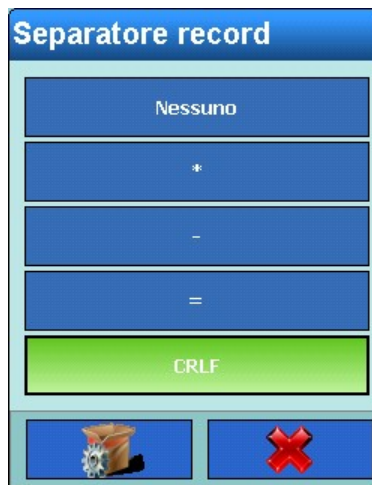 Separatore record
Nessuno
*
-
=
CRLF